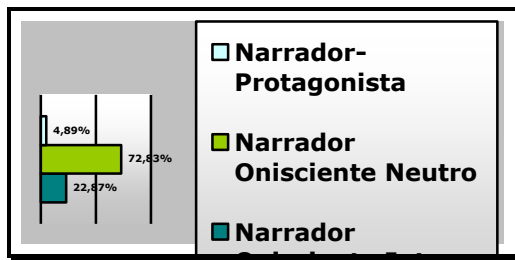 Narrador-
Protagonista
4,89%
72,83%
Narrador
Onisciente Neutro
22,87%
Narrador